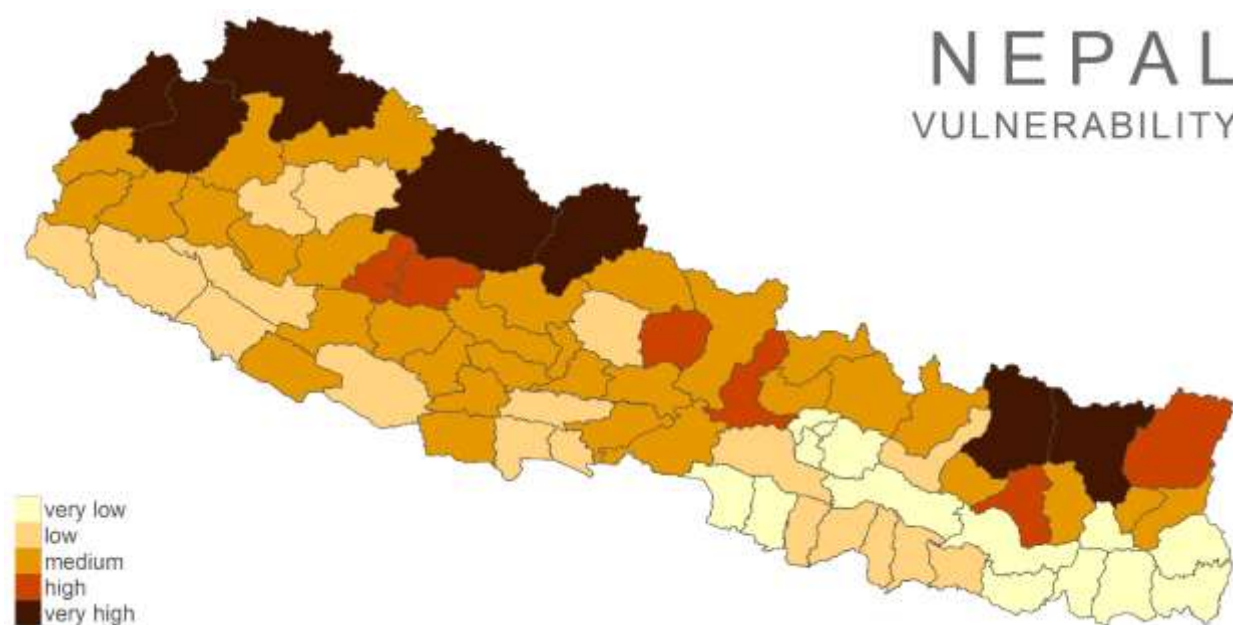 NEPAL
VULNERABILITY
very low
low
medium
high
very high